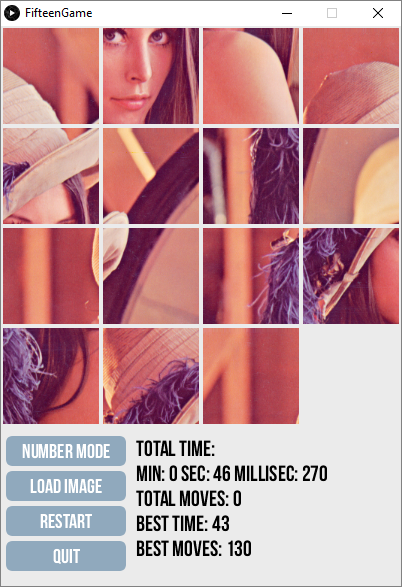 FifteenGame
NUMBER MODE
LOAD IMAGE
RESTART
QUIT
TOTAL TIME:
MIN: 0 SEC: 46 MILLISEC: 270
TOTAL MOVES: 0
BEST TIME: 43
BEST MOVES: 130